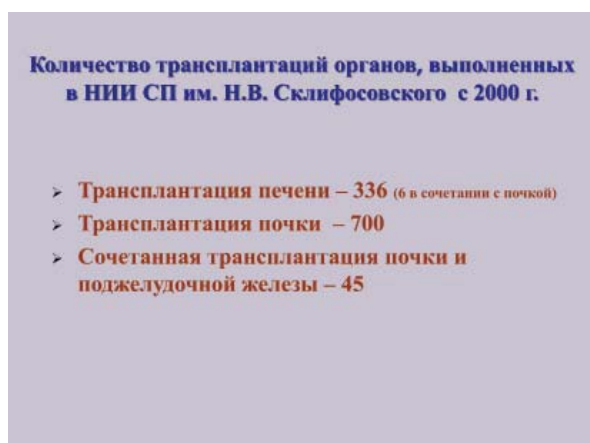 Количество трансплантаций органов, выполненных
в НИИ СП им. Н.В. Склифосовского с 2000 г.
➢ Трансплантация печени – 336 (6 в сочетании с почкой)
➢ Трансплантация почки – 700
➢ Сочетанная трансплантация почки и
поджелудочной железы – 45